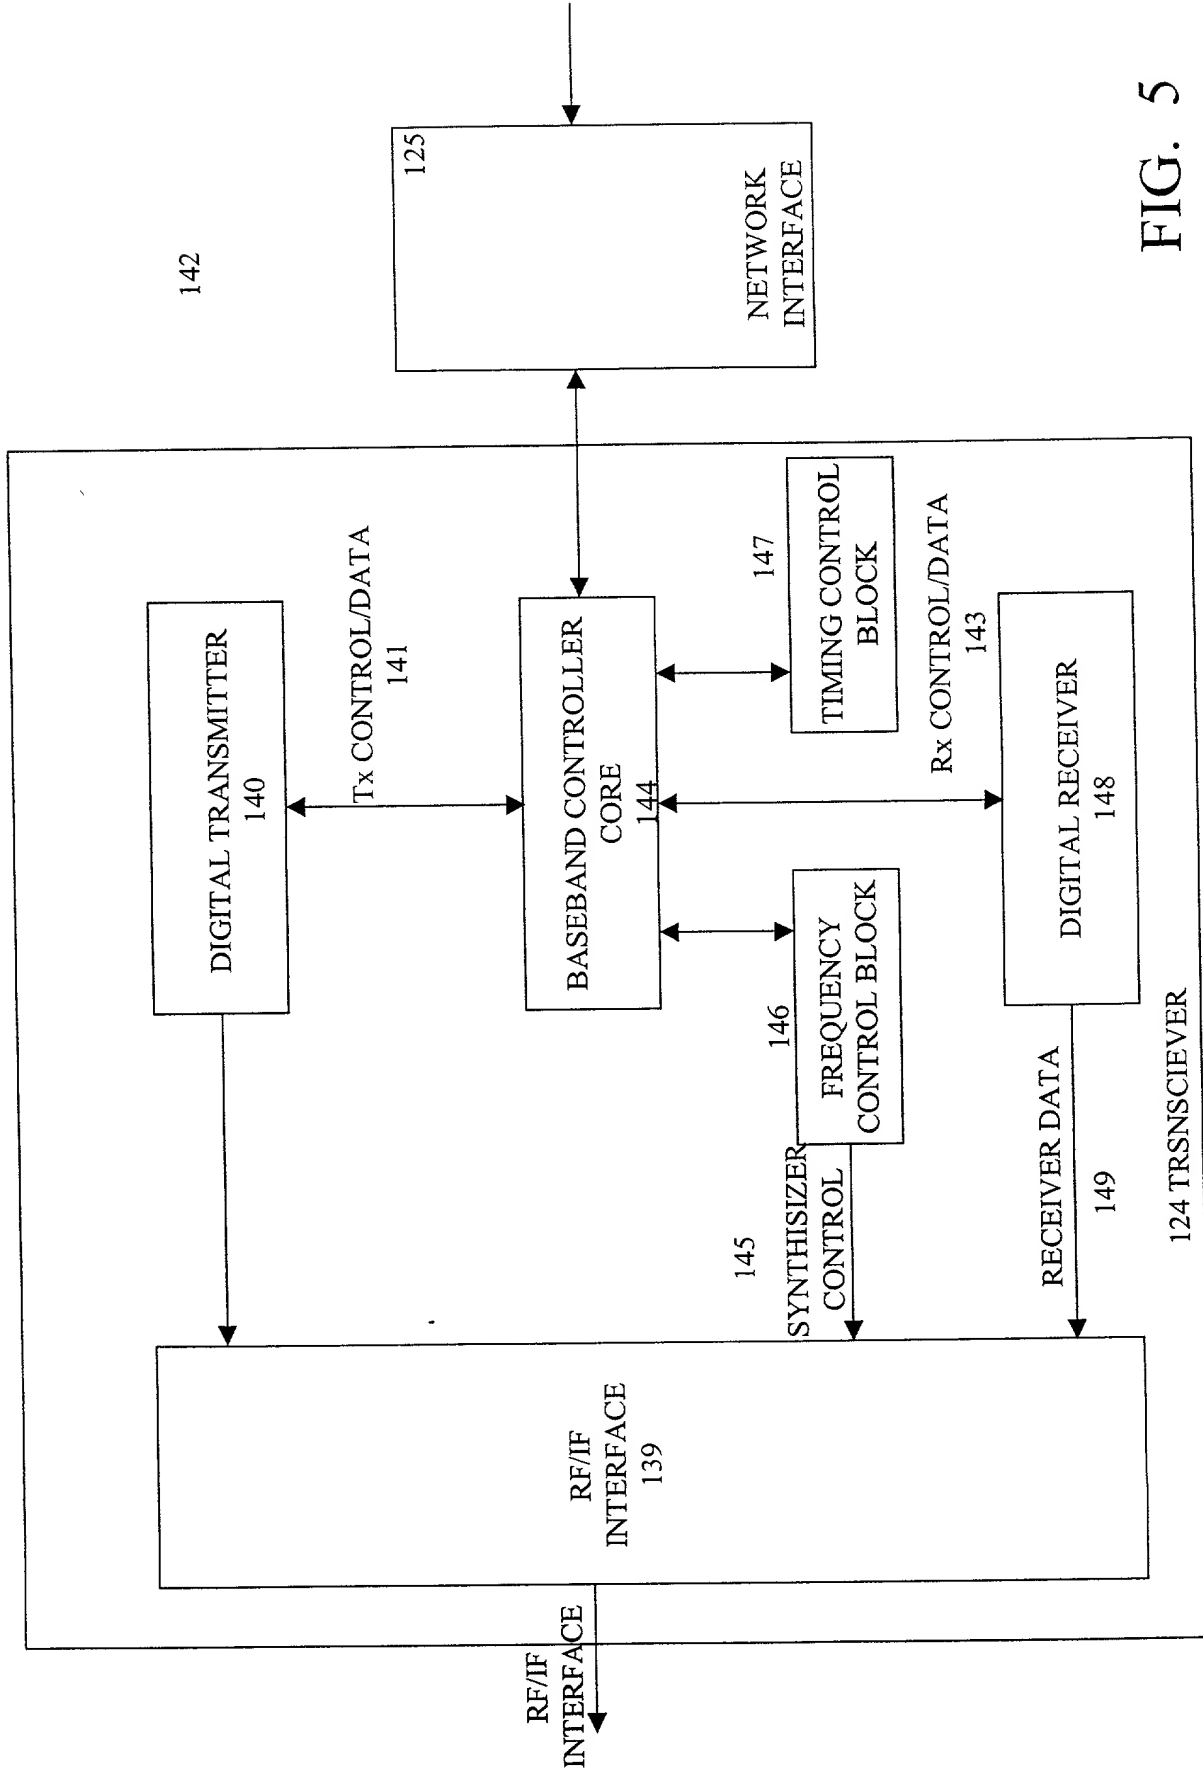 142
125
NETWORK
INTERFACE
DIGITAL TRANSMITTER
140
Tx CONTROL/DATA
141
RF/IF
INTERFACE
RF/IF
INTERFACE
139
BASEBAND CONTROLLER
CORE
144
145
SYNTHISIZER
CONTROL
146
FREQUENCY
CONTROL BLOCK
147
TIMING CONTROL
BLOCK
Rx CONTROL/DATA
143
RECEIVER DATA
149
DIGITAL RECEIVER
148
124 TRSNSCIEVER
FIG. 5